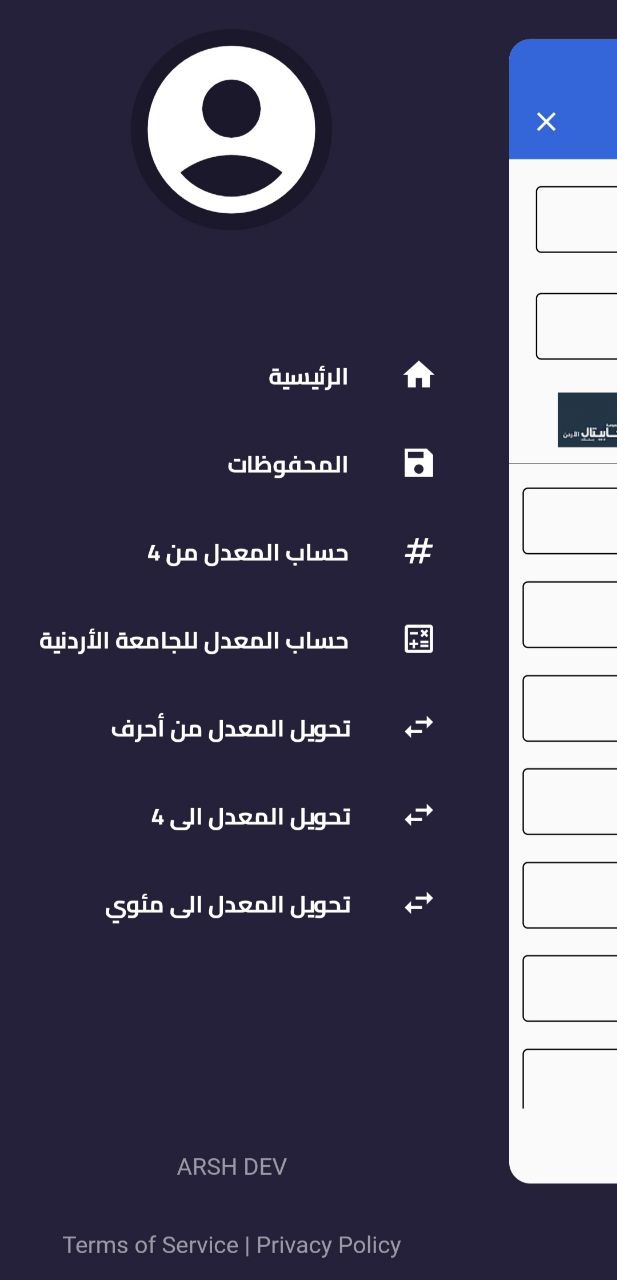 الرئيسية
المحفوظات
حساب المعدل من 4
حساب المعدل للجامعة الأردنية
تحويل المعدل من أحرف
تحويل المعدل الى 4
تحويل المعدل الى مئوي
ARSH DEV
Terms of Service | Privacy Policy